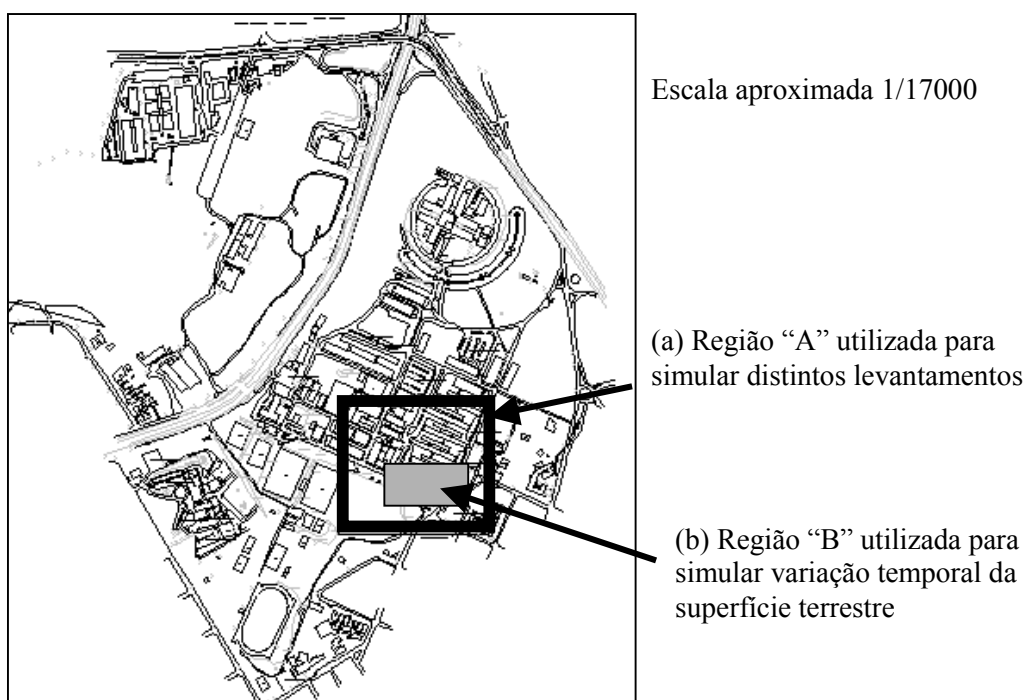 Escala aproximada 1/17000
(a) Região “A” utilizada para
simular distintos levantamentos
(b) Região “B” utilizada para
simular variação temporal da
superfície terrestre